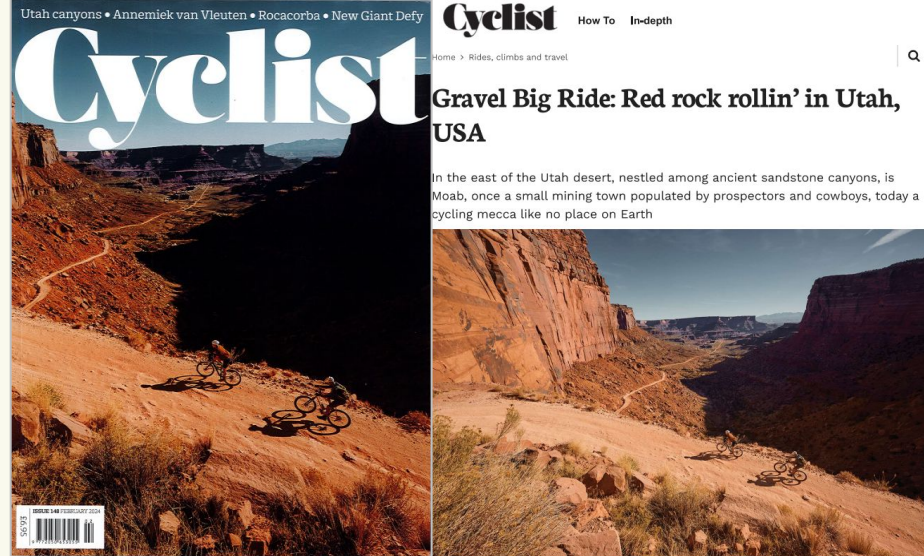 Utah canyons • Annemiek van Vleuten • Rocacorba • New Giant Defy
Cyclist
ISSUE 148 FEBRUARY 2024
£6.95
Cyclist How To In-depth
Home > Rides, climbs and travel
Gravel Big Ride: Red rock rollin’ in Utah,
USA
In the east of the Utah desert, nestled among ancient sandstone canyons, is
Moab, once a small mining town populated by prospectors and cowboys, today a
cycling mecca like no place on Earth